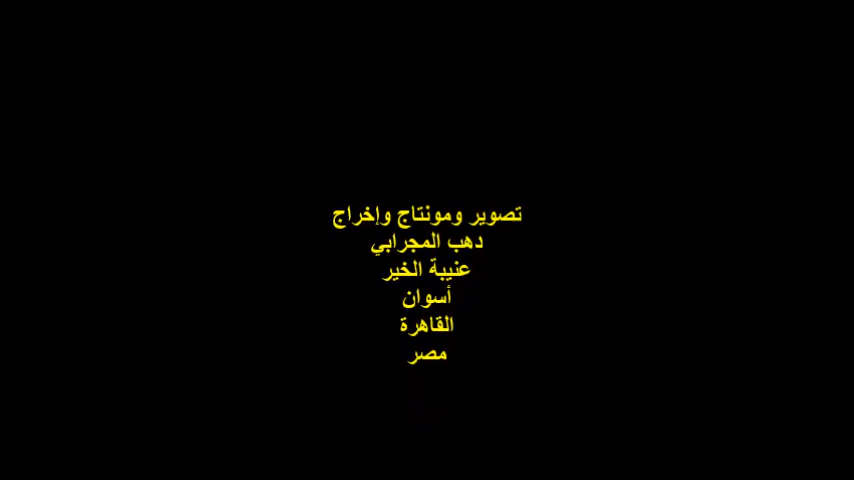 تصوير ومونتاج وإخراج
دهب المجرابي
عنيبة الخير
أسوان
القاهرة
مصر